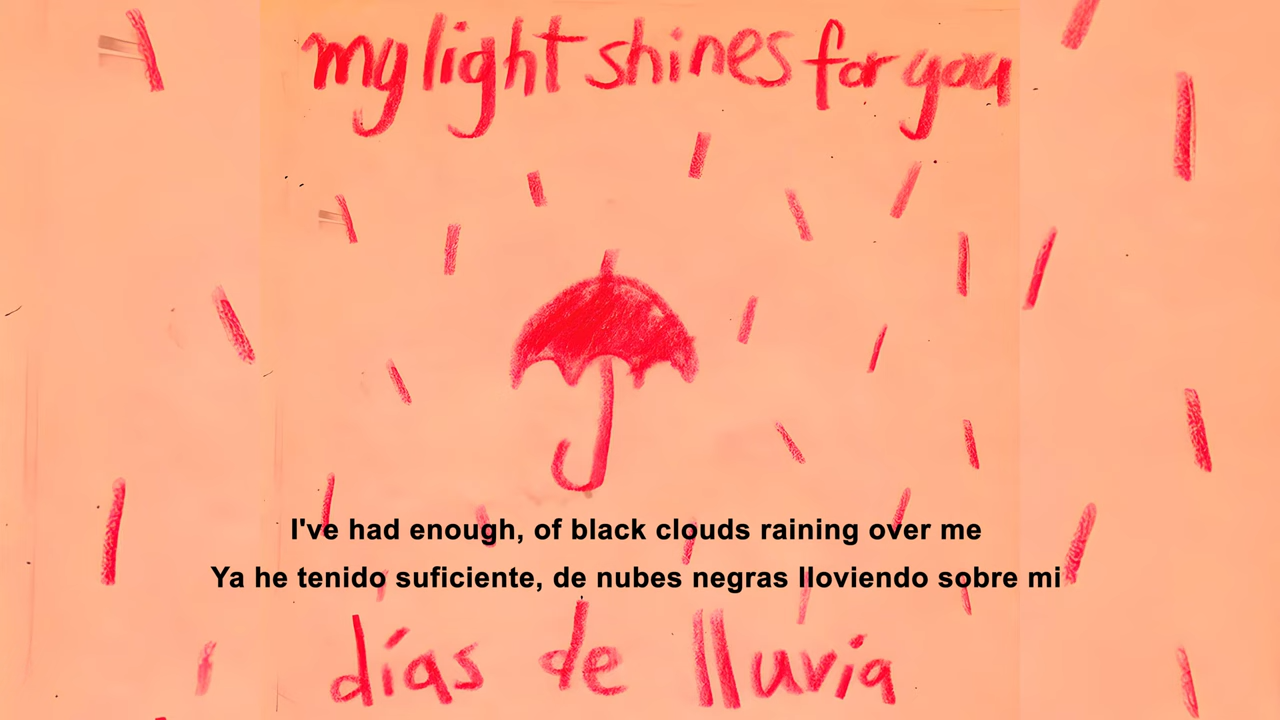 my light shines for you
I've had enough, of black clouds raining over me
Ya he tenido suficiente, de nubes negras lloviendo sobre mi
días de lluvia